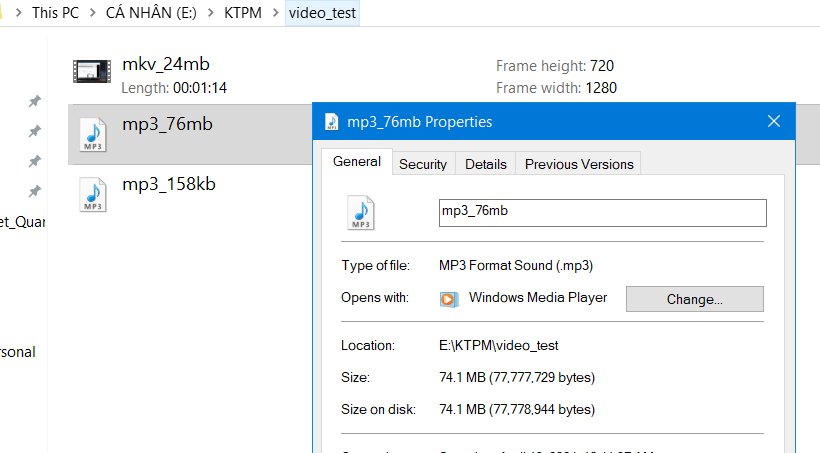 This PC > CÁ NHÂN (E:) > KTPM > video_test
mkv_24mb
Length: 00:01:14
Frame height: 720
Frame width: 1280
mp3_76mb
MP3
mp3_158kb
MP3
et_Quar
rsonal
mp3_76mb Properties
General
Security
Details
Previous Versions
MP3
mp3_76mb
Type of file: MP3 Format Sound (.mp3)
Opens with: Windows Media Player
Change...
Location: E:\KTPM\video_test
Size: 74.1 MB (77,777,729 bytes)
Size on disk: 74.1 MB (77,778,944 bytes)